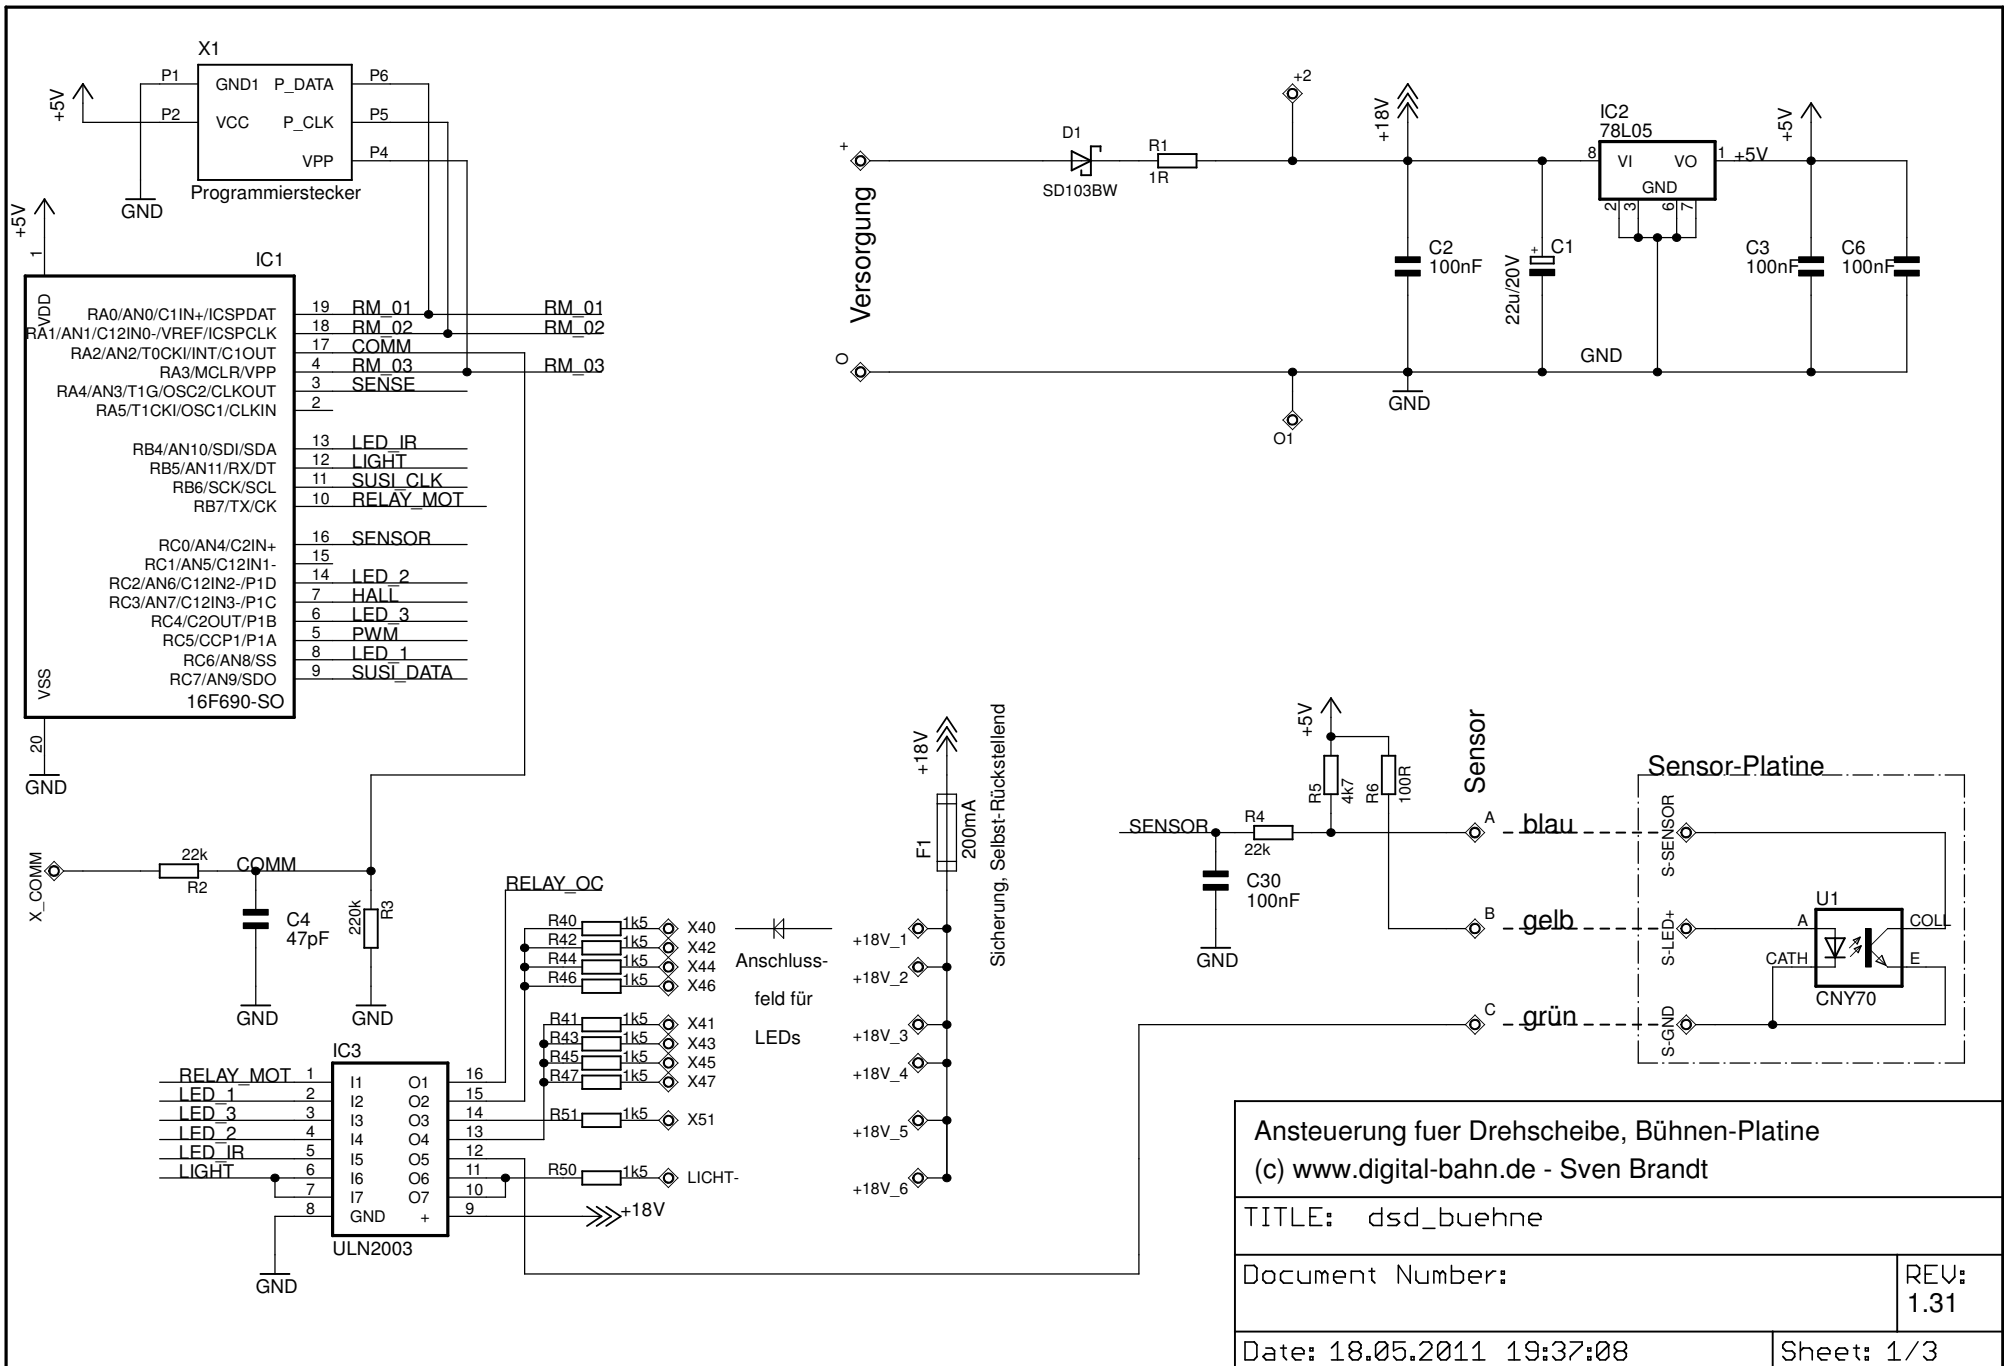 X1
P1 GND1 P_DATA P6
+5V
P2 VCC P_CLK P5
VPP P4
Programmierstecker
GND
+5V
1
IC1
VDD
RA0/AN0/C1IN+/ICSPDAT 19 RM_01 RM_01
RA1/AN1/C12IN0-/VREF/ICSPCLK 18 RM_02 RM_02
RA2/AN2/T0CKI/INT/C1OUT 17 COMM
RA3/MCLR/VPP 4 RM_03 RM_03
RA4/AN3/T1G/OSC2/CLKOUT 3 SENSE
RA5/T1CKI/OSC1/CLKIN 2
RB4/AN10/SDI/SDA 13 LED_IR
RB5/AN11/RX/DT 12 LIGHT
RB6/SCK/SCL 11 SUSI_CLK
RB7/TX/CK 10 RELAY_MOT
RC0/AN4/C2IN+ 16 SENSOR
RC1/AN5/C12IN1- 15
RC2/AN6/C12IN2-/P1D 14 LED_2
RC3/AN7/C12IN3-/P1C 7 HALL
RC4/C2OUT/P1B 6 LED_3
RC5/CCP1/P1A 5 PWM
RC6/AN8/SS 8 LED_1
RC7/AN9/SDO 9 SUSI_DATA
VSS
16F690-SO
20
GND
Versorgung
+
O
D1
SD103BW
R1
1R
+2
+18V
C2
100nF
GND
O1
C1
+
22u/20V
IC2
78L05
8 VI VO 1 +5V
GND
2 3 6 7
GND
+5V
C3
100nF
C6
100nF
X_COMM
22k
R2
COMM
C4
47pF
GND
220k
R3
GND
RELAY_OC
R40 1k5 X40
R42 1k5 X42
R44 1k5 X44
R46 1k5 X46
R41 1k5 X41
R43 1k5 X43
R45 1k5 X45
R47 1k5 X47
R51 1k5 X51
R50 1k5 LICHT-
Anschluss-
feld für
LEDs
+18V
F1
200mA
Sicherung, Selbst-Rückstellend
+18V_1
+18V_2
+18V_3
+18V_4
+18V_5
+18V_6
IC3
RELAY_MOT 1 I1 O1 16
LED_1 2 I2 O2 15
LED_3 3 I3 O3 14
LED_2 4 I4 O4 13
LED_IR 5 I5 O5 12
LIGHT 6 I6 O6 11
7 I7 O7 10
8 GND + 9
+18V
ULN2003
GND
SENSOR
R4
22k
C30
100nF
GND
+5V
R5
4k7
R6
100R
Sensor
A blau
B gelb
C grün
Sensor-Platine
S-SENSOR
S-LED+
S-GND
U1
A COLL
CATH E
CNY70
Ansteuerung fuer Drehscheibe, Bühnen-Platine
(c) www.digital-bahn.de - Sven Brandt
TITLE: dsd_buehne
Document Number:
REV:
1.31
Date: 18.05.2011 19:37:08
Sheet: 1/3